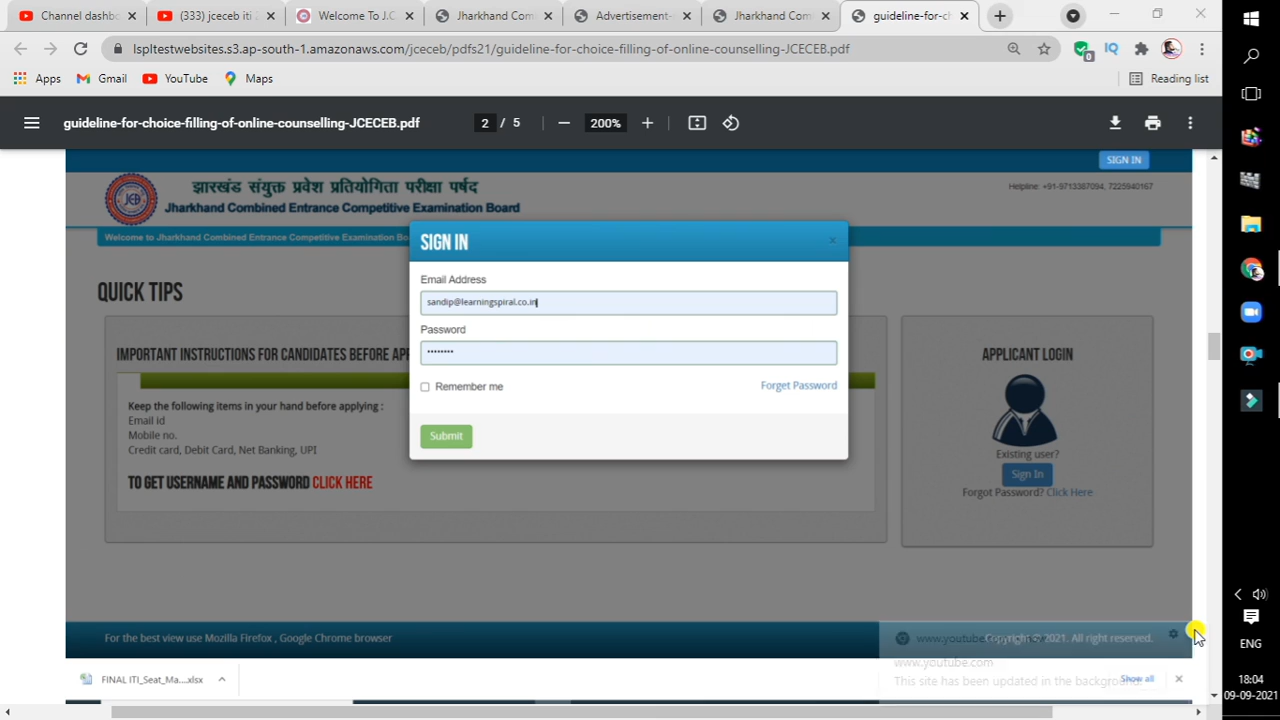 Channel dashbo
(333) jceceb iti 2
Welcome To J.C
Jharkhand Com
Advertisement-
Jharkhand Com
guideline-for-ch
lspltestwebsites.s3.ap-south-1.amazonaws.com/jceceb/pdfs21/guideline-for-choice-filling-of-online-counselling-JCECEB.pdf
0
IQ
Apps
Gmail
YouTube
Maps
Reading list
guideline-for-choice-filling-of-online-counselling-JCECEB.pdf
2 / 5
200%
SIGN IN
झारखंड संयुक्त प्रवेश प्रतियोगिता परीक्षा पर्षद
Jharkhand Combined Entrance Competitive Examination Board
Helpline: +91-9713387094, 7225940167
JCEB
Welcome to Jharkhand Combined Entrance Competitive Examination Bo
SIGN IN
×
Email Address
sandip@learningspiral.co.in
Password
••••••••
Remember me
Forget Password
Submit
QUICK TIPS
IMPORTANT INSTRUCTIONS FOR CANDIDATES BEFORE AP
Keep the following items in your hand before applying :
Email id
Mobile no.
Credit card, Debit Card, Net Banking, UPI
TO GET USERNAME AND PASSWORD CLICK HERE
APPLICANT LOGIN
Existing user?
Sign In
Forgot Password? Click Here
For the best view use Mozilla Firefox , Google Chrome browser
Copyright © 2021. All right reserved.
www.youtube.com
This site has been updated in the background.
FINAL ITI_Seat_Ma....xlsx
Show all
ENG
18:04
09-09-2021